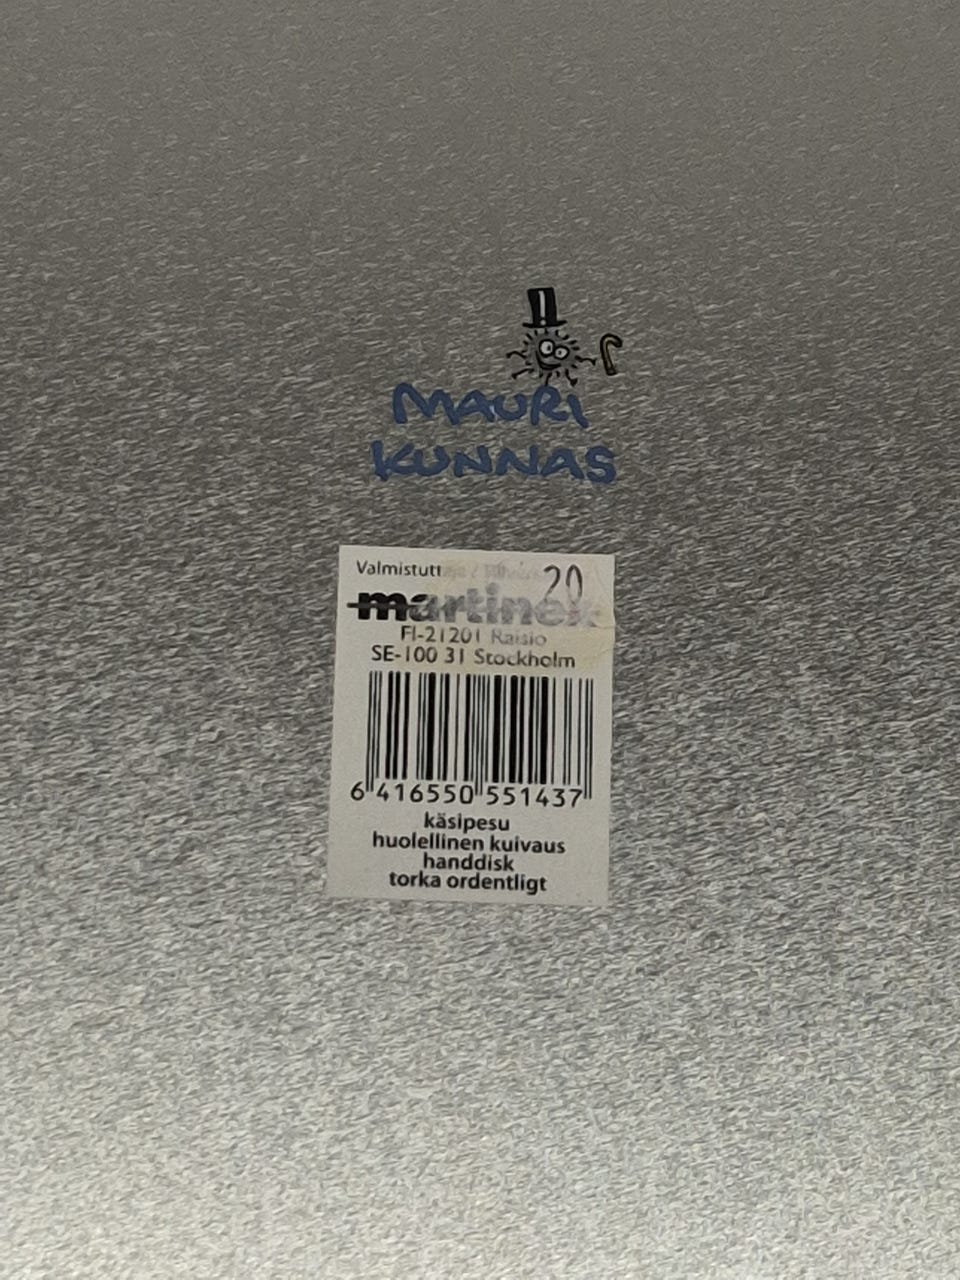 MAURI
KUNNAS
Valmistuttaja / 20
martinex
FI-21201 Raisio
SE-100 31 Stockholm
6 416550 551437
käsipesu
huolellinen kuivaus
handdisk
torka ordentligt